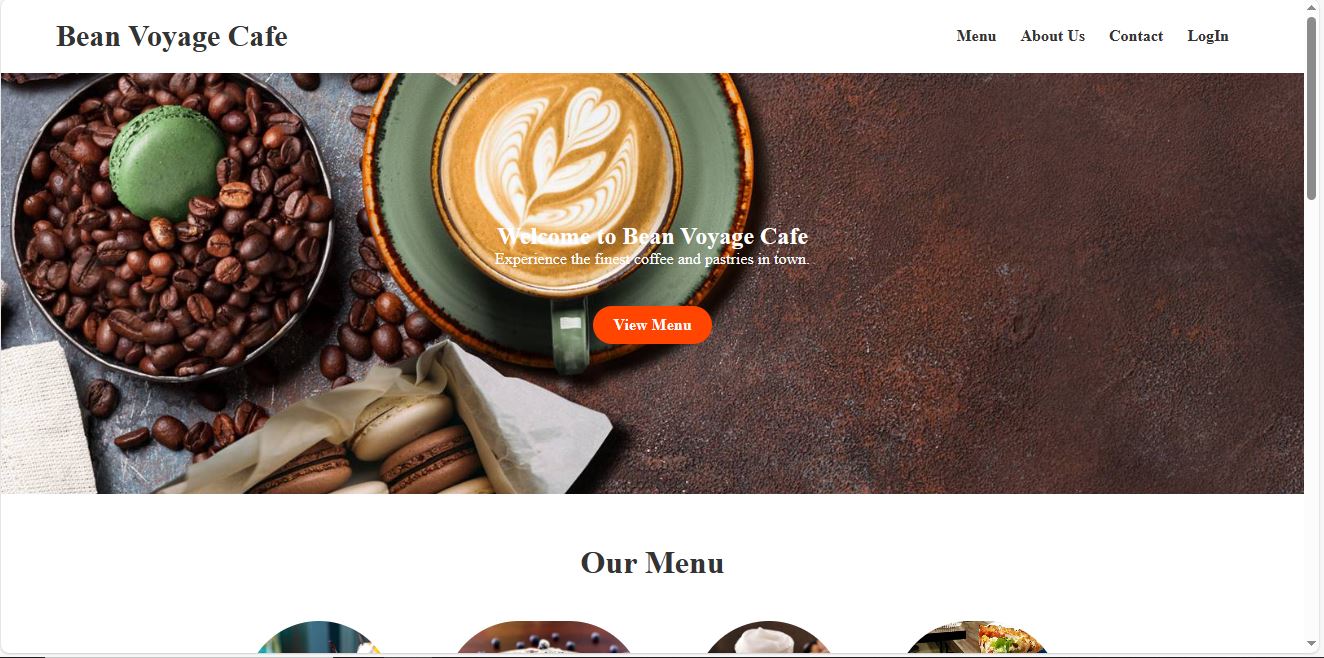 Bean Voyage Cafe
Menu About Us Contact LogIn
Welcome to Bean Voyage Cafe
Experience the finest coffee and pastries in town.
View Menu
Our Menu